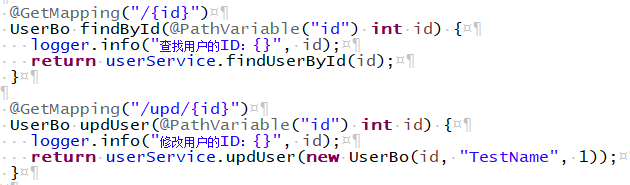 @GetMapping("/{id}")
UserBo findById(@PathVariable("id") int id) {
logger.info("查找用户的ID：{}", id);
return userService.findUserById(id);
}
@GetMapping("/upd/{id}")
UserBo updUser(@PathVariable("id") int id) {
logger.info("修改用户的ID：{}", id);
return userService.updUser(new UserBo(id, "TestName", 1));
}